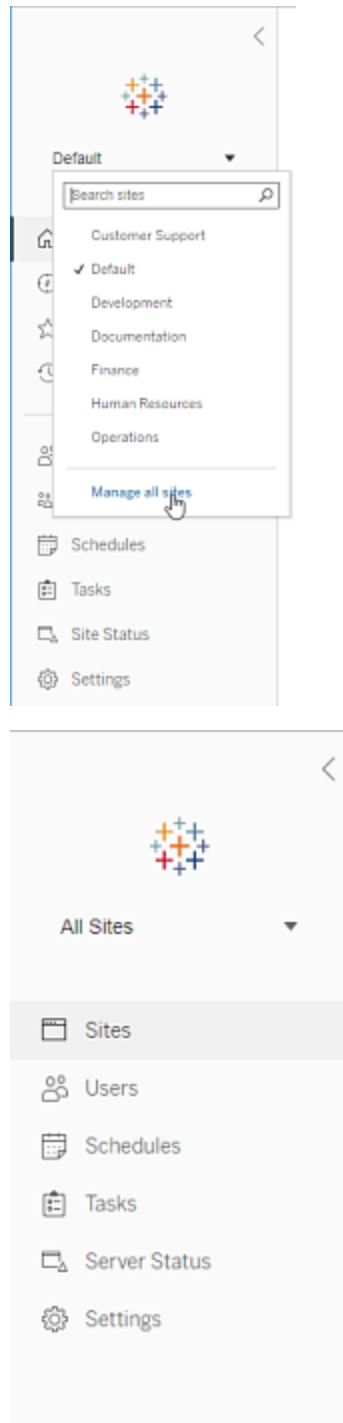 Default
Search sites
Customer Support
Default
Development
Documentation
Finance
Human Resources
Operations
Manage all sites
Schedules
Tasks
Site Status
Settings
All Sites
Sites
Users
Schedules
Tasks
Server Status
Settings